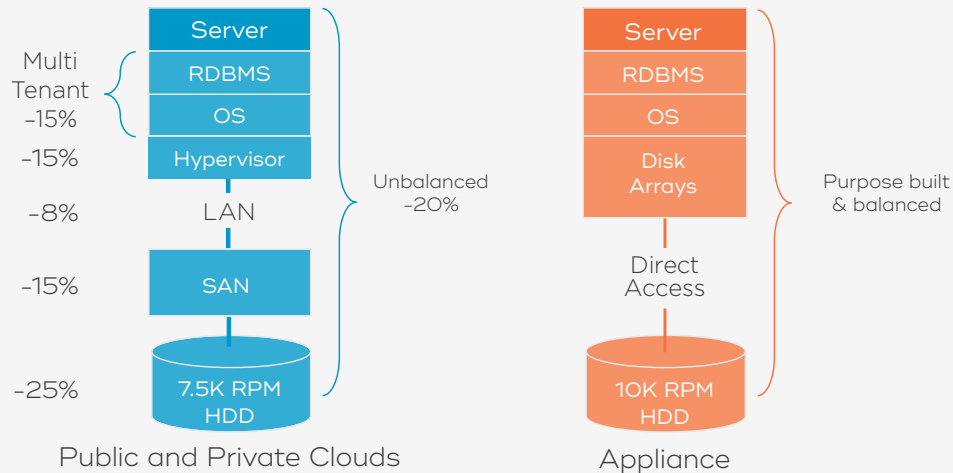 Server
RDBMS
OS
Hypervisor
LAN
SAN
7.5K RPM
HDD
Multi
Tenant
-15%
-15%
-8%
-15%
-25%
Unbalanced
-20%
Public and Private Clouds
Server
RDBMS
OS
Disk
Arrays
Direct
Access
10K RPM
HDD
Purpose built
& balanced
Appliance